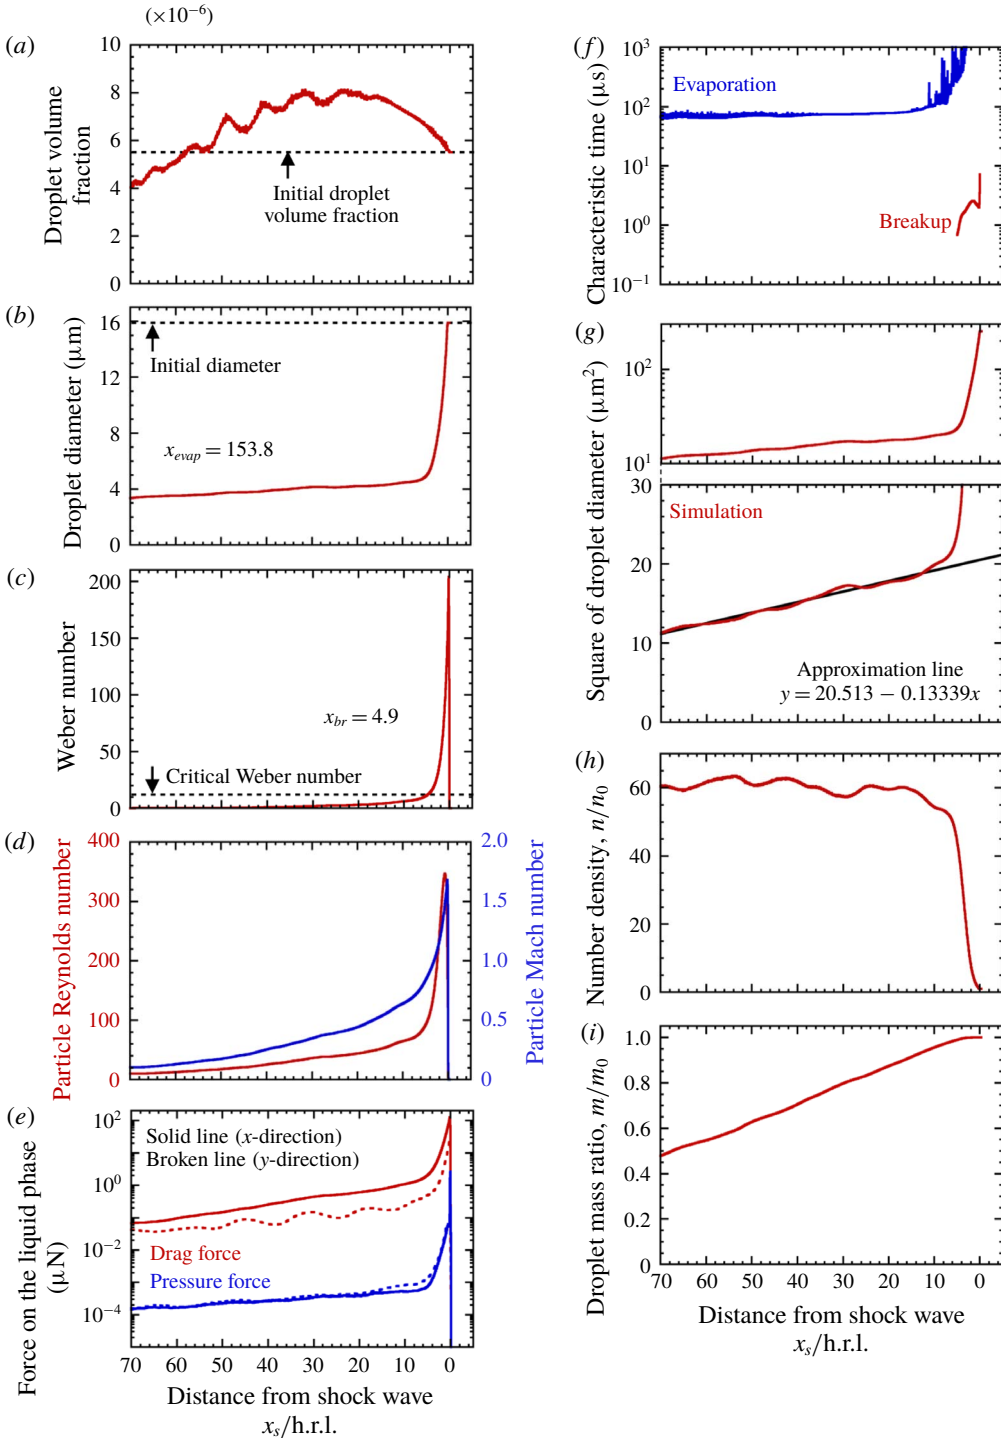 (×10−6)
(a)
10
8
6
4
2
0
Droplet volume
fraction
Initial droplet
volume fraction
(b)
16
12
8
4
0
Droplet diameter (μm)
Initial diameter
xevap = 153.8
(c)
200
150
100
50
0
Weber number
xbr = 4.9
Critical Weber number
(d)
400
300
200
100
0
Particle Reynolds number
2.0
1.5
1.0
0.5
0
Particle Mach number
(e)
10²
10⁰
10−2
10−4
Force on the liquid phase
(μN)
Solid line (x-direction)
Broken line (y-direction)
Drag force
Pressure force
70 60 50 40 30 20 10 0
Distance from shock wave
xs/h.r.l.
(f)
10³
10²
10¹
10⁰
10−1
Characteristic time (μs)
Evaporation
Breakup
(g)
10²
10¹
30
20
10
0
Square of droplet diameter (μm²)
Simulation
Approximation line
y = 20.513 − 0.13339x
(h)
60
40
20
0
Number density, n/n0
(i)
1.0
0.8
0.6
0.4
0.2
0
Droplet mass ratio, m/m0
70 60 50 40 30 20 10 0
Distance from shock wave
xs/h.r.l.